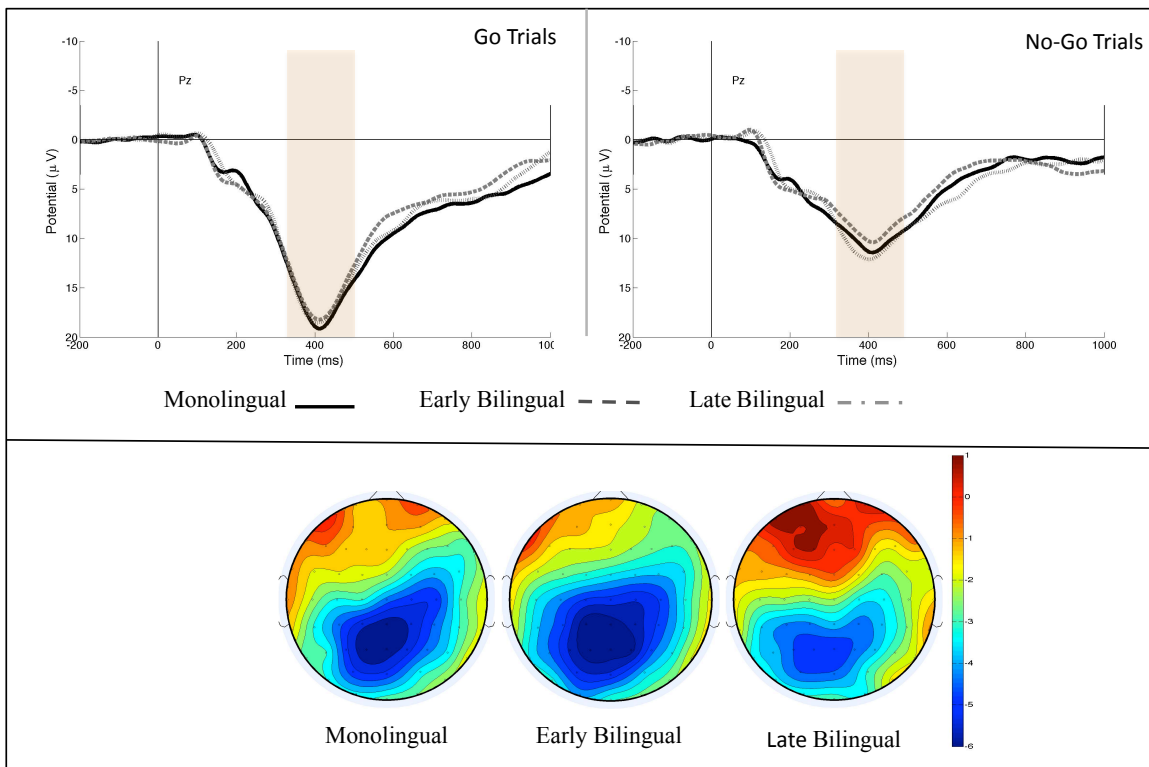 Go Trials
-10
-5
0
5
10
15
20
Potential (μ V)
Pz
-200
0
200
400
600
800
100
Time (ms)
No-Go Trials
-10
-5
0
5
10
15
20
Potential (μ V)
Pz
-200
0
200
400
600
800
1000
Time (ms)
Monolingual
Early Bilingual
Late Bilingual
1
0
-1
-2
-3
-4
-5
-6
Monolingual
Early Bilingual
Late Bilingual